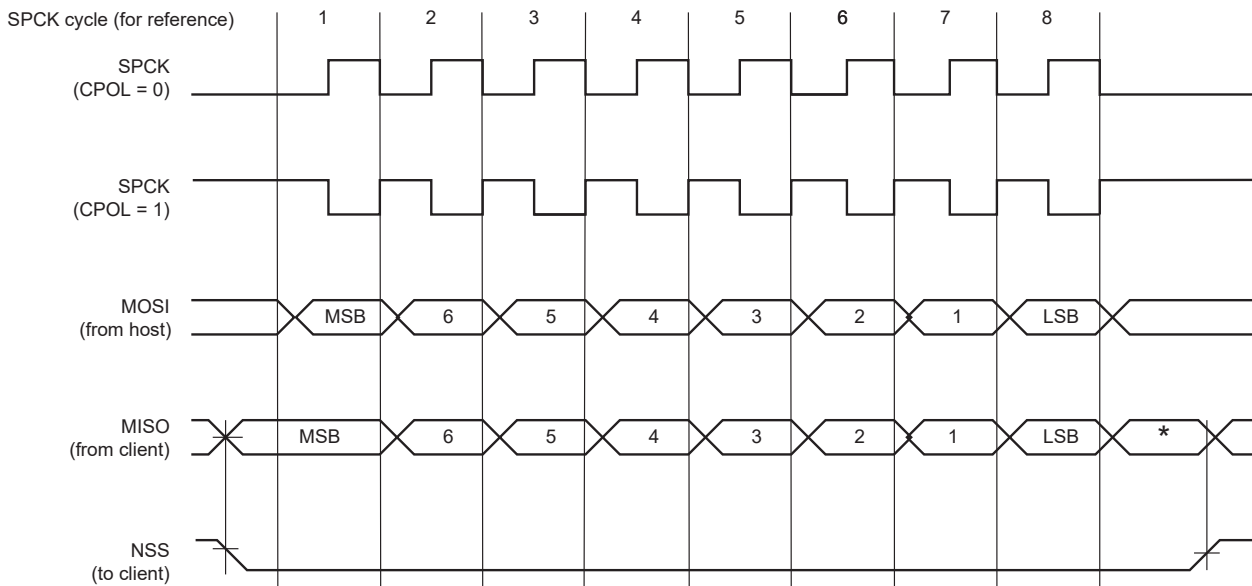 SPCK cycle (for reference) 1 2 3 4 5 6 7 8
SPCK
(CPOL = 0)
SPCK
(CPOL = 1)
MOSI
(from host)
MSB 6 5 4 3 2 1 LSB
MISO
(from client)
MSB 6 5 4 3 2 1 LSB *
NSS
(to client)